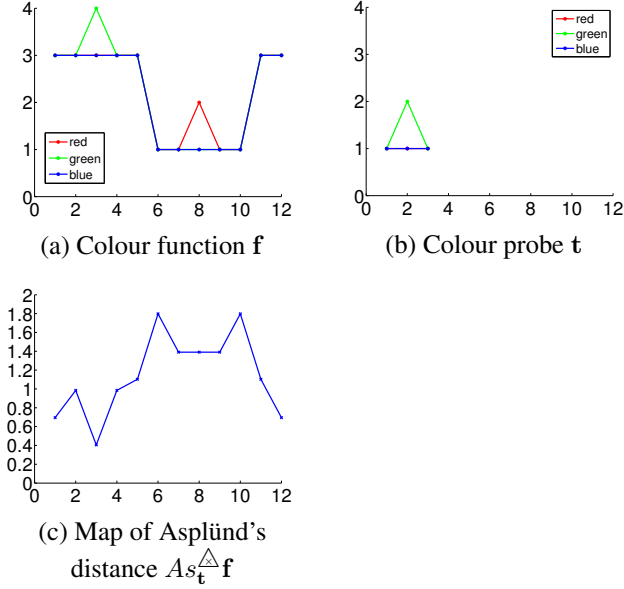 4
3
2
1
0
0 2 4 6 8 10 12
red
green
blue
(a) Colour function f
4
3
2
1
0
0 2 4 6 8 10 12
red
green
blue
(b) Colour probe t
2
1.8
1.6
1.4
1.2
1
0.8
0.6
0.4
0.2
0
0 2 4 6 8 10 12
(c) Map of Asplünd's
distance As_t^{⨻} f